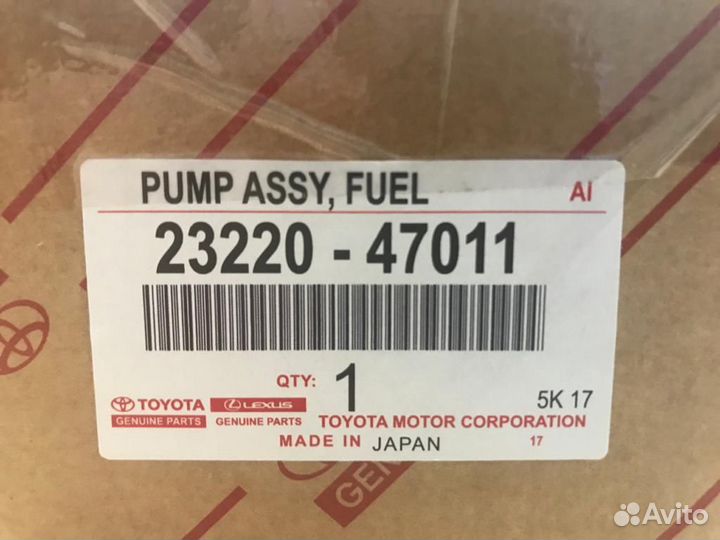 PUMP ASSY, FUEL AI
23220 - 47011
QTY: 1 5K 17
TOYOTA LEXUS TOYOTA MOTOR CORPORATION
GENUINE PARTS GENUINE PARTS
MADE IN JAPAN 17
GEN
Avito